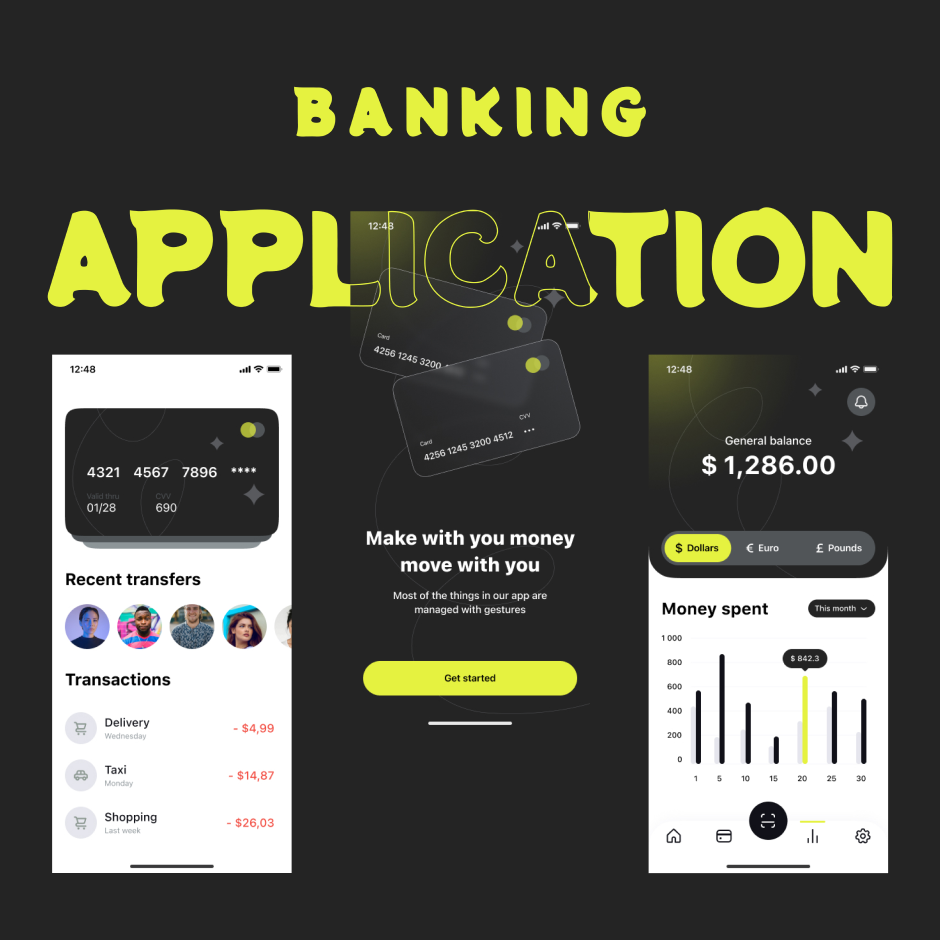 BANKING
APPLICATION
12:48
4321 4567 7896 ****
Valid thru
CVV
01/28
690
Recent transfers
Transactions
Delivery
Wednesday
- $4,99
Taxi
Monday
- $14,87
Shopping
Last week
- $26,03
12:48
Card
4256 1245 3200
CVV
Card
4256 1245 3200 4512 ***
Make with you money
move with you
Most of the things in our app are
managed with gestures
Get started
12:48
General balance
$ 1,286.00
$ Dollars
€ Euro
£ Pounds
Money spent
This month
$ 842.3
1 000
800
600
400
200
0
1 5 10 15 20 25 30